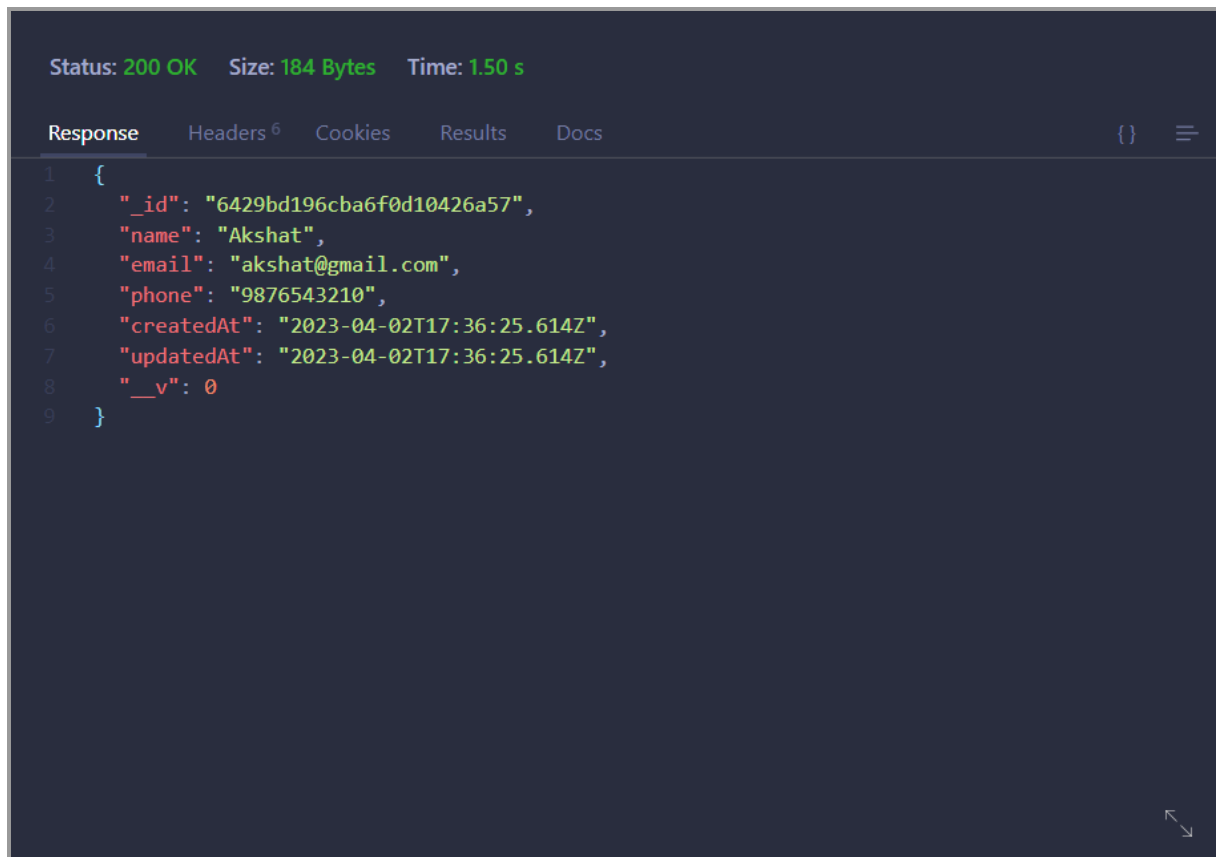 Status: 200 OK Size: 184 Bytes Time: 1.50 s
Response Headers 6 Cookies Results Docs {}
1 {
2 "_id": "6429bd196cba6f0d10426a57",
3 "name": "Akshat",
4 "email": "akshat@gmail.com",
5 "phone": "9876543210",
6 "createdAt": "2023-04-02T17:36:25.614Z",
7 "updatedAt": "2023-04-02T17:36:25.614Z",
8 "__v": 0
9 }